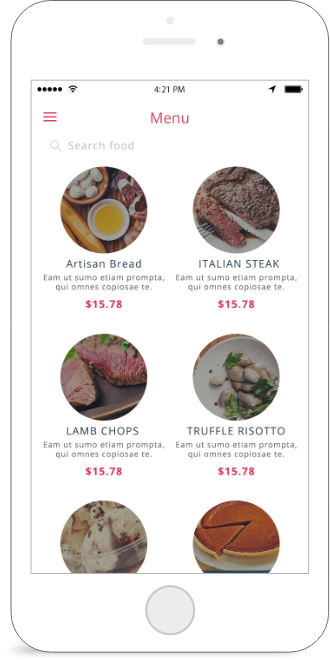 4:21 PM
Menu
Search food
Artisan Bread
Eam ut sumo etiam prompta,
qui omnes copiosae te.
$15.78
ITALIAN STEAK
Eam ut sumo etiam prompta,
qui omnes copiosae te.
$15.78
LAMB CHOPS
Eam ut sumo etiam prompta,
qui omnes copiosae te.
$15.78
TRUFFLE RISOTTO
Eam ut sumo etiam prompta,
qui omnes copiosae te.
$15.78